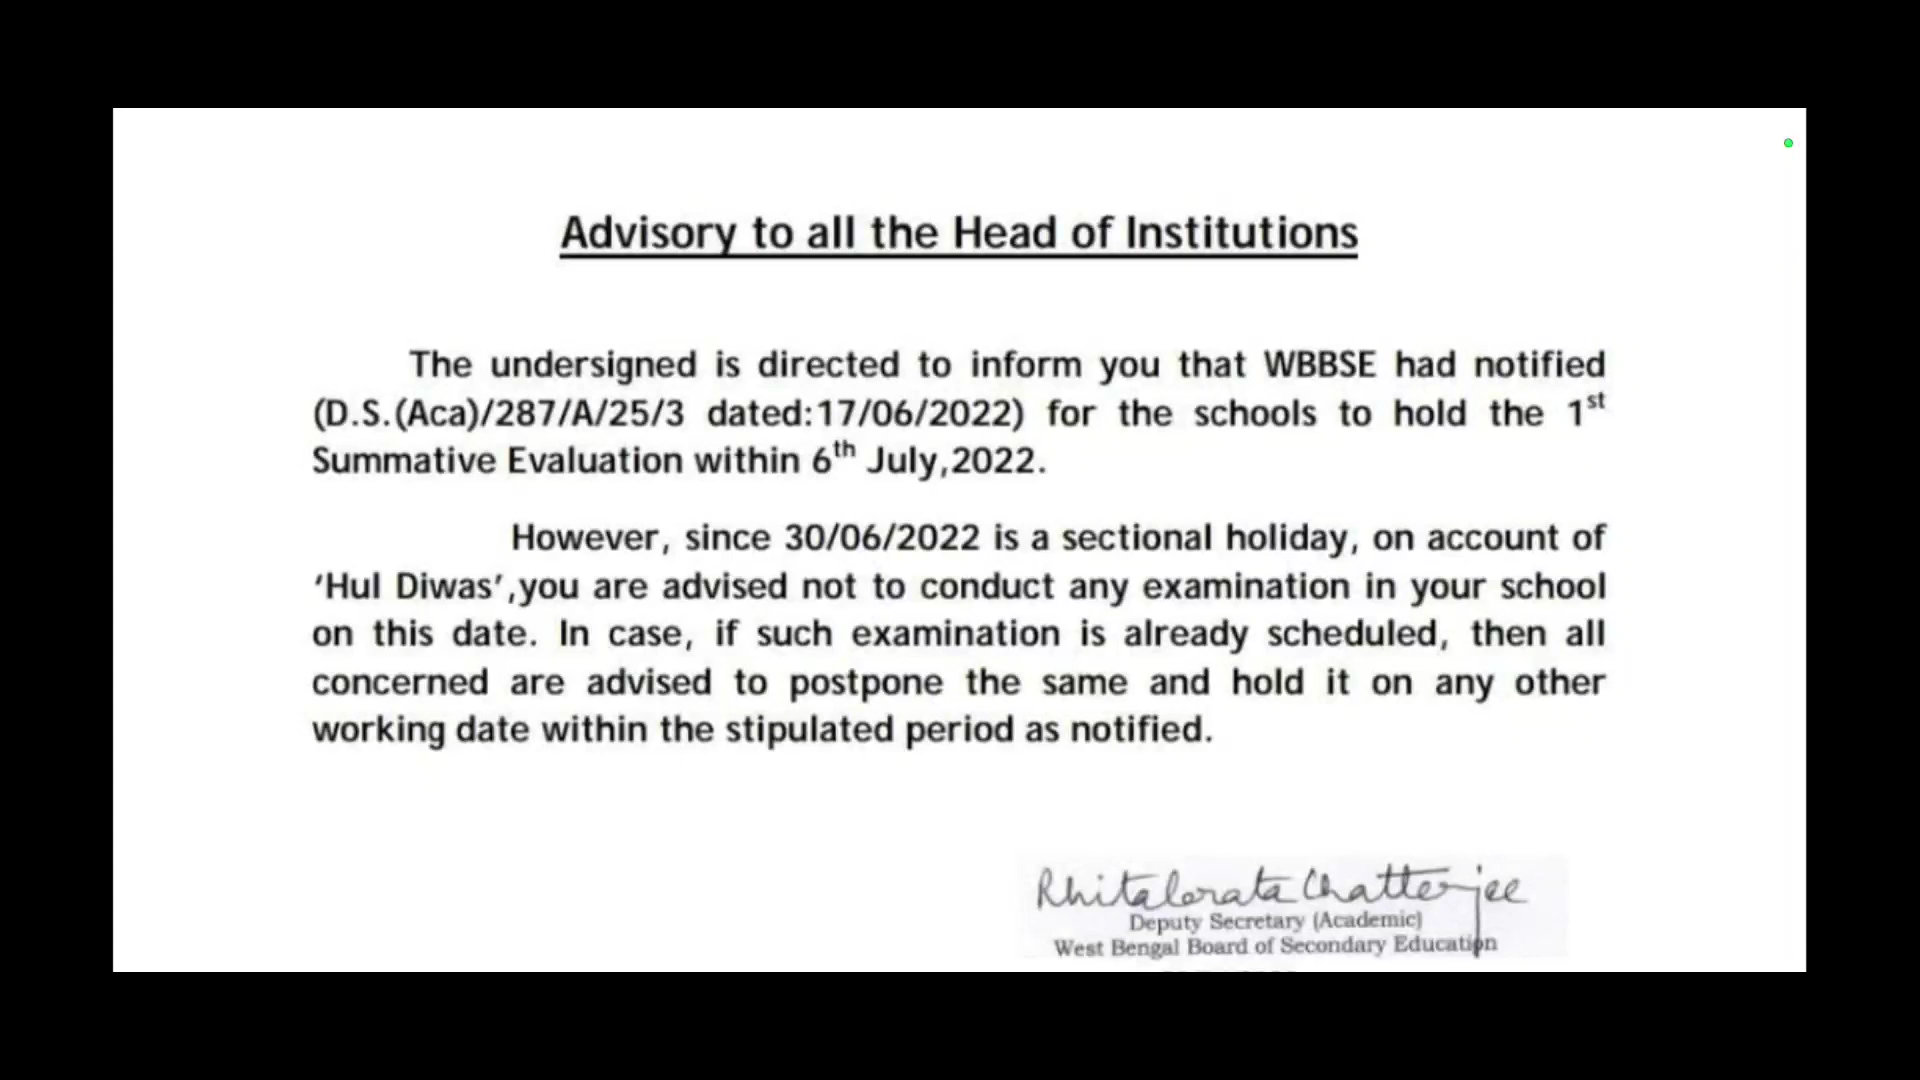 Advisory to all the Head of Institutions
The undersigned is directed to inform you that WBBSE had notified
(D.S.(Aca)/287/A/25/3 dated:17/06/2022) for the schools to hold the 1st
Summative Evaluation within 6th July,2022.
However, since 30/06/2022 is a sectional holiday, on account of
‘Hul Diwas’,you are advised not to conduct any examination in your school
on this date. In case, if such examination is already scheduled, then all
concerned are advised to postpone the same and hold it on any other
working date within the stipulated period as notified.
Chatterjee
Deputy Secretary (Academic)
West Bengal Board of Secondary Education